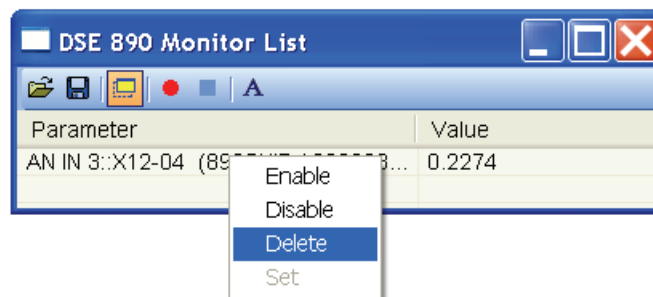 DSE 890 Monitor List
A
Parameter Value
AN IN 3::X12-04 ... 0.2274
Enable
Disable
Delete
Set